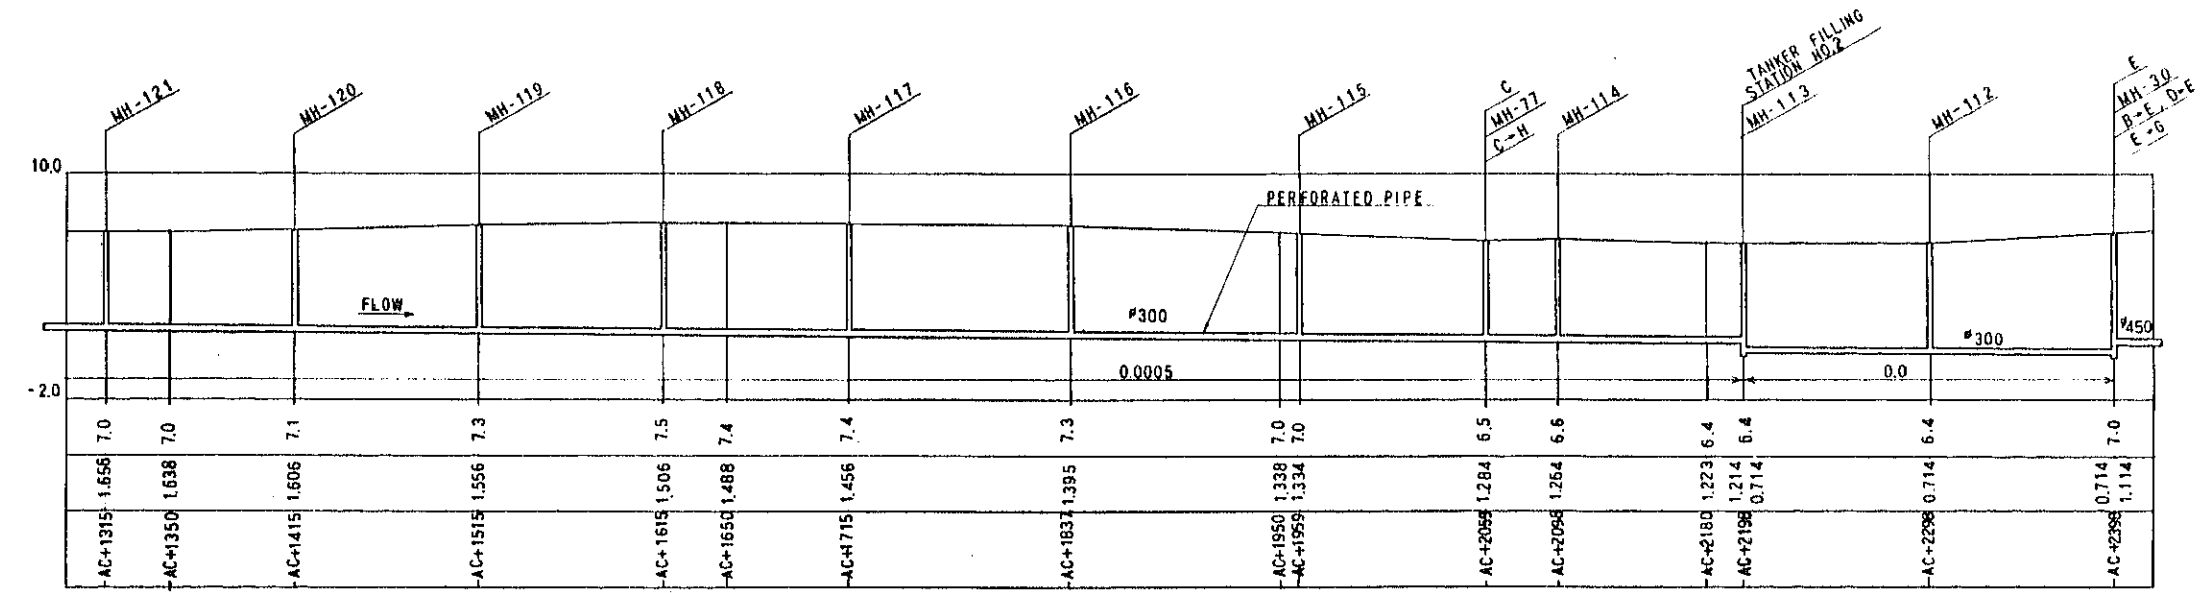 TANKER FILLING
STATION NO.2
MH-121
MH-120
MH-119
MH-118
MH-117
MH-116
MH-115
C
MH-77
C→H
MH-114
MH-113
MH-112
E
MH-30
B→E, D→E
E→G
10.0
PERFORATED PIPE
FLOW
ø300
ø300
ø450
0.0005
0.0
-2.0
7.0 7.0 7.1 7.3 7.5 7.4 7.4 7.3 7.0 7.0 6.5 6.6 6.4 6.4 6.4 7.0
1.656 1.638 1.606 1.556 1.506 1.488 1.456 1.395 1.338 1.334 1.284 1.264 1.223 1.214 0.714 0.714 0.714 1.114
AC+1315 AC+1350 AC+1415 AC+1515 AC+1615 AC+1650 AC+1715 AC+1837 AC+1950 AC+1959 AC+2059 AC+2098 AC+2180 AC+2198 AC+2298 AC+2398